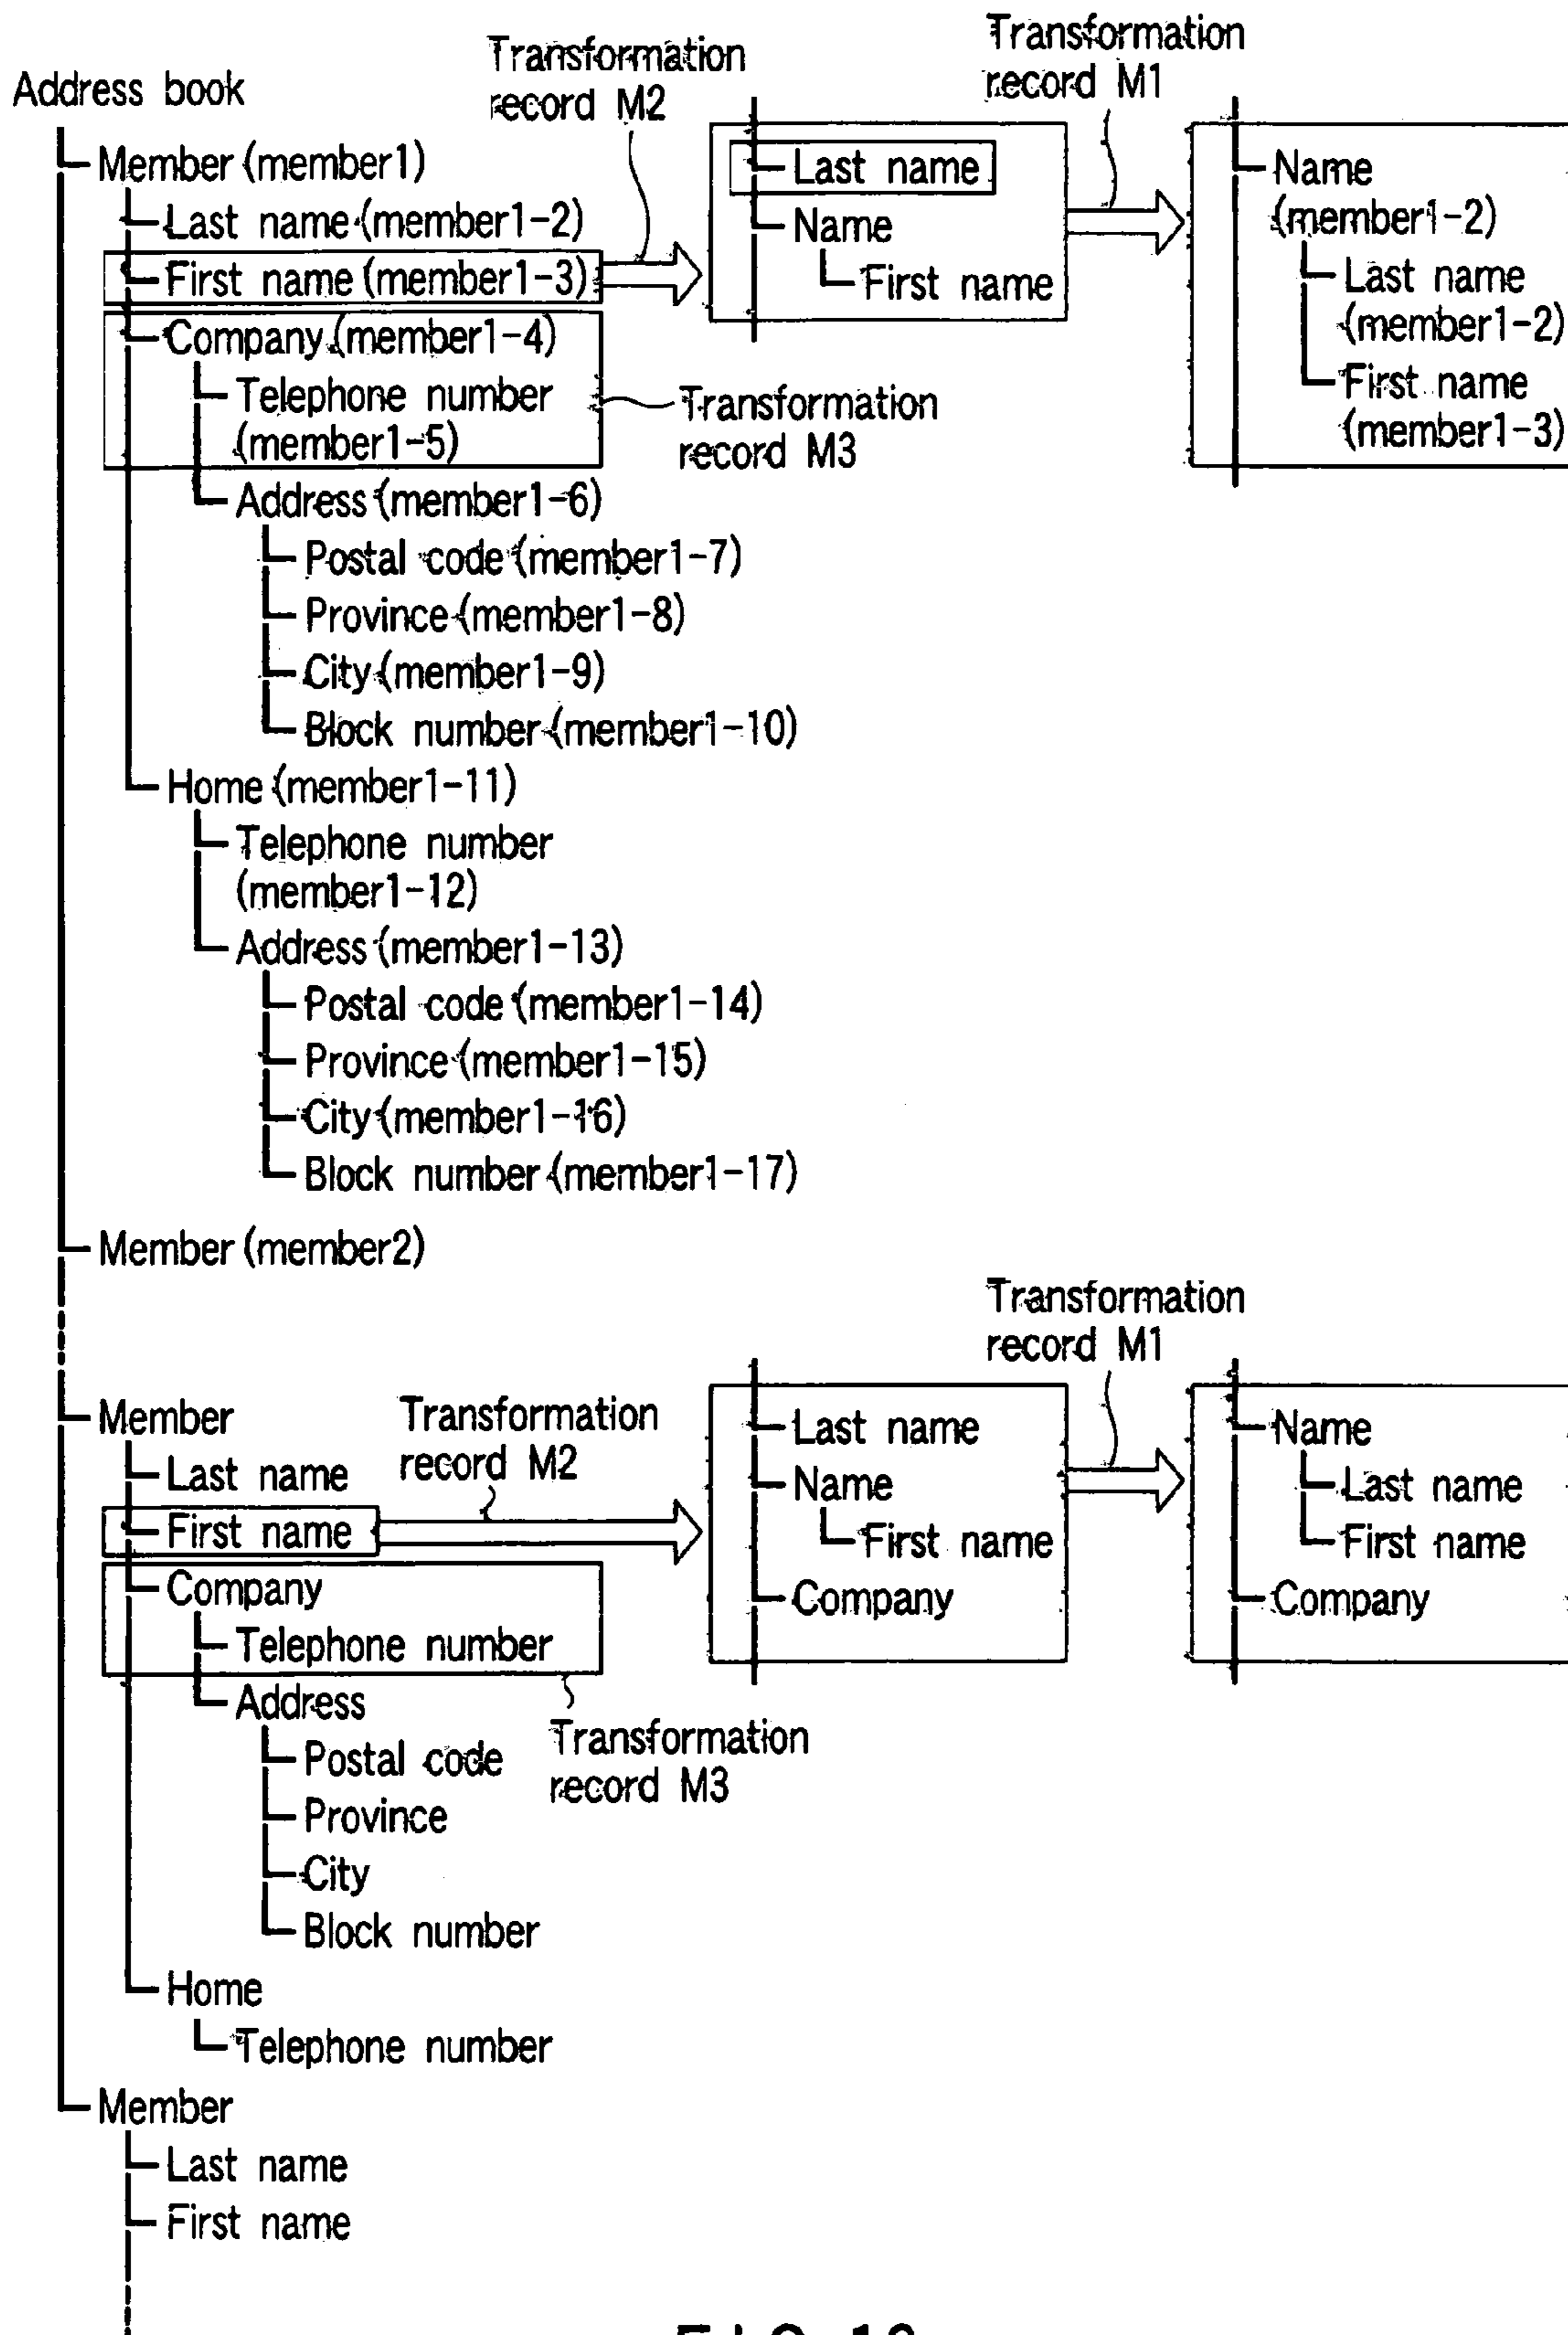 Address book
Transformation
record M2
Transformation
record M1
Member (member1)
Last name (member1-2)
First name (member1-3)
Company (member1-4)
Telephone number
(member1-5)
Address (member1-6)
Postal code (member1-7)
Province (member1-8)
City (member1-9)
Block number (member1-10)
Home (member1-11)
Telephone number
(member1-12)
Address (member1-13)
Postal code (member1-14)
Province (member1-15)
City (member1-16)
Block number (member1-17)
Last name
Name
First name
Name
(member1-2)
Last name
(member1-2)
First name
(member1-3)
Transformation
record M3
Member (member2)
Member
Last name
First name
Company
Telephone number
Address
Postal code
Province
City
Block number
Home
Telephone number
Transformation
record M2
Transformation
record M1
Last name
Name
First name
Company
Name
Last name
First name
Company
Transformation
record M3
Member
Last name
First name